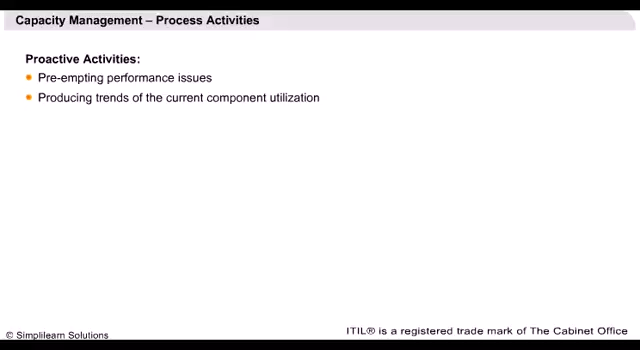 Capacity Management – Process Activities
Proactive Activities:
Pre-empting performance issues
Producing trends of the current component utilization
© Simplilearn Solutions
ITIL® is a registered trade mark of The Cabinet Office